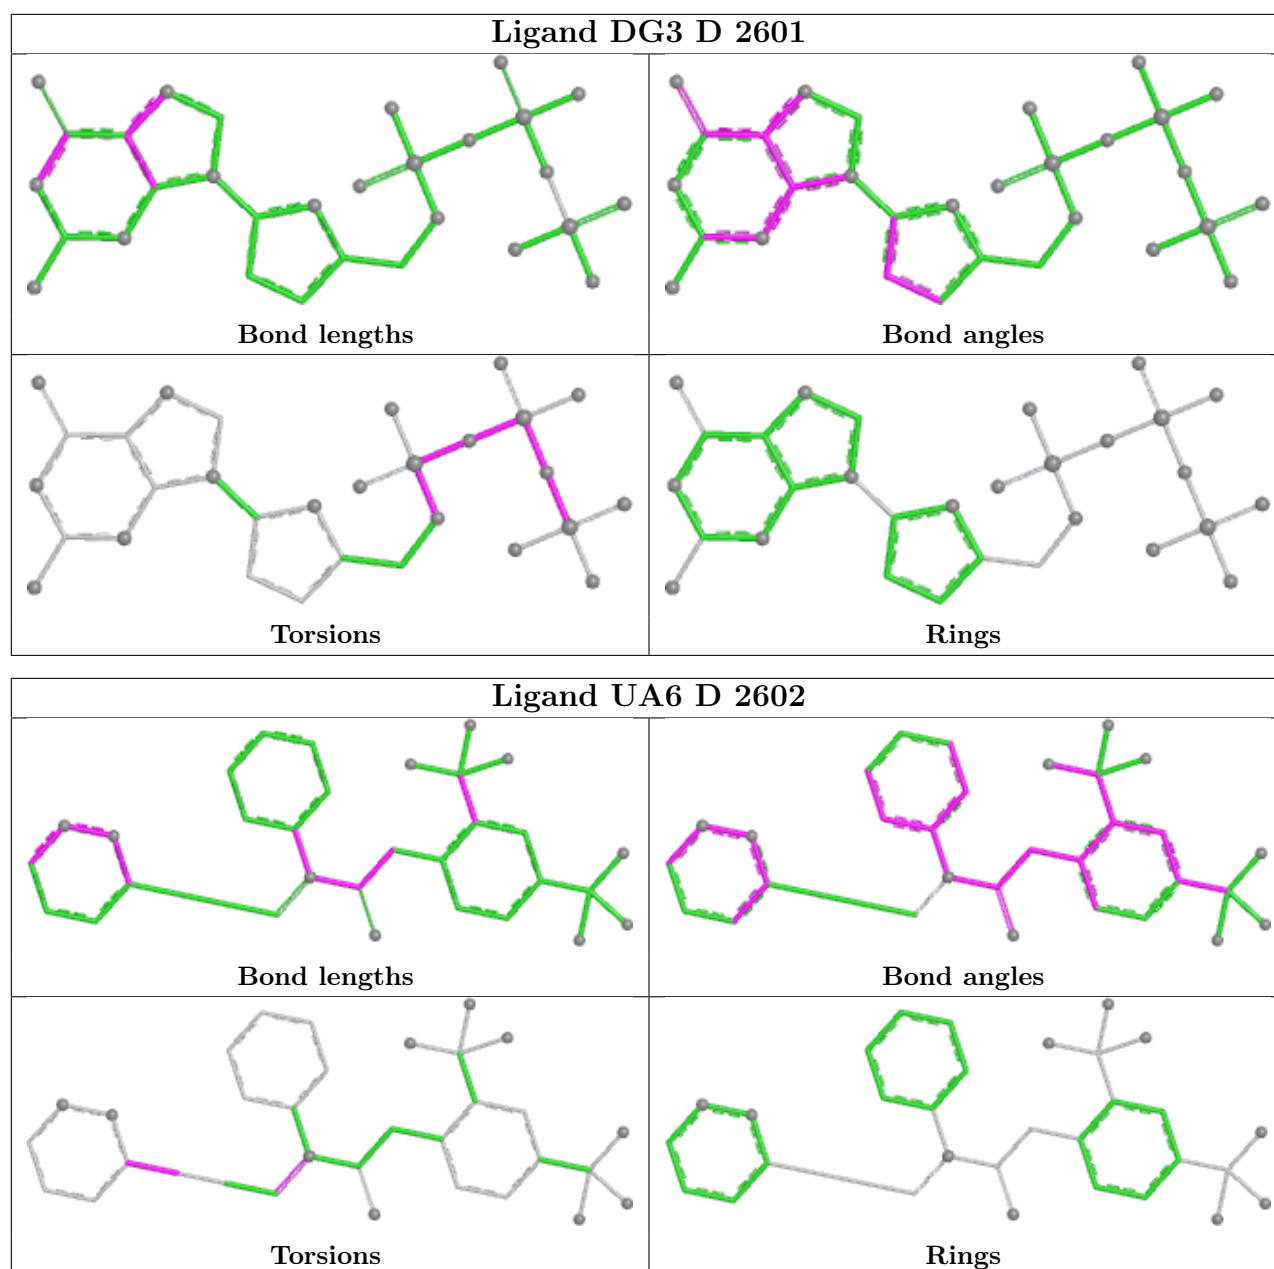 Ligand DG3 D 2601
Bond lengths
Bond angles
Torsions
Rings
Ligand UA6 D 2602
Bond lengths
Bond angles
Torsions
Rings